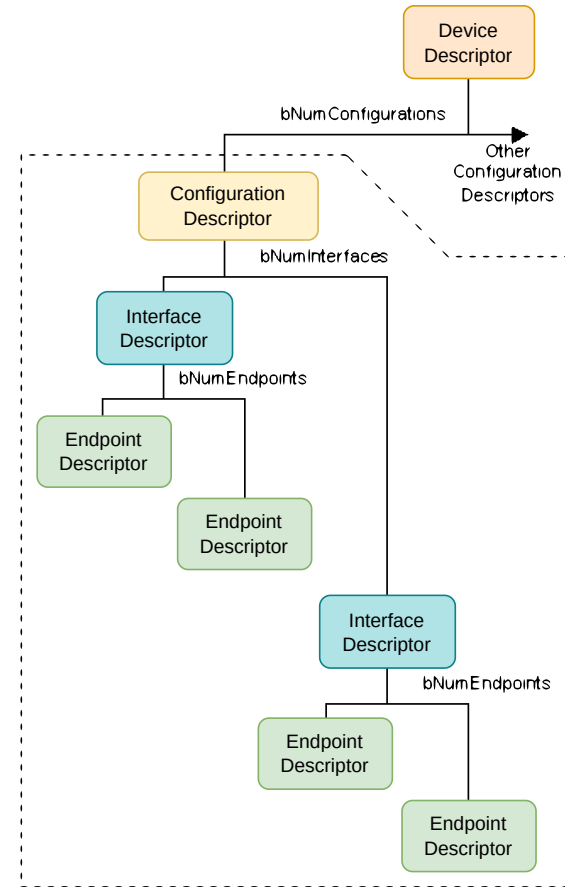 Device
Descriptor
bNumConfigurations
Other
Configuration
Descriptors
Configuration
Descriptor
bNumInterfaces
Interface
Descriptor
bNumEndpoints
Endpoint
Descriptor
Endpoint
Descriptor
Interface
Descriptor
bNumEndpoints
Endpoint
Descriptor
Endpoint
Descriptor